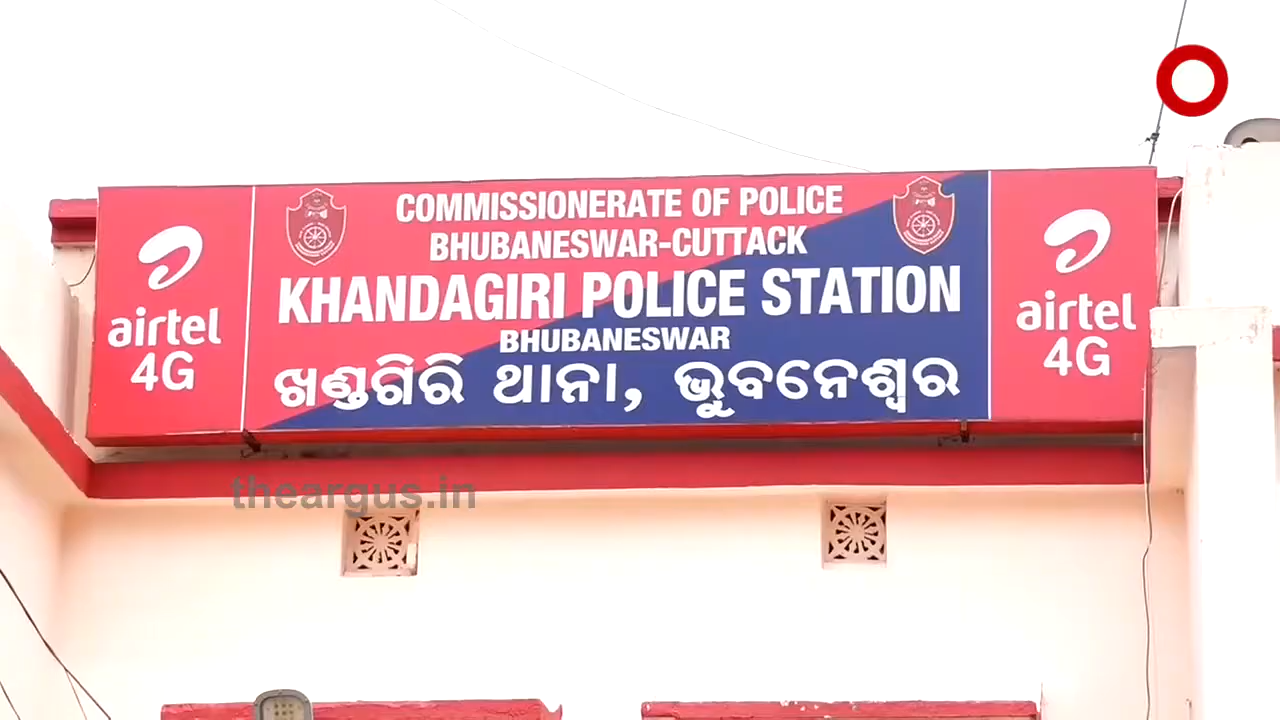 airtel
4G
COMMISSIONERATE OF POLICE
BHUBANESWAR-CUTTACK
KHANDAGIRI POLICE STATION
BHUBANESWAR
ଖଣ୍ଡଗିରି ଥାନା, ଭୁବନେଶ୍ୱର
airtel
4G
theargus.in